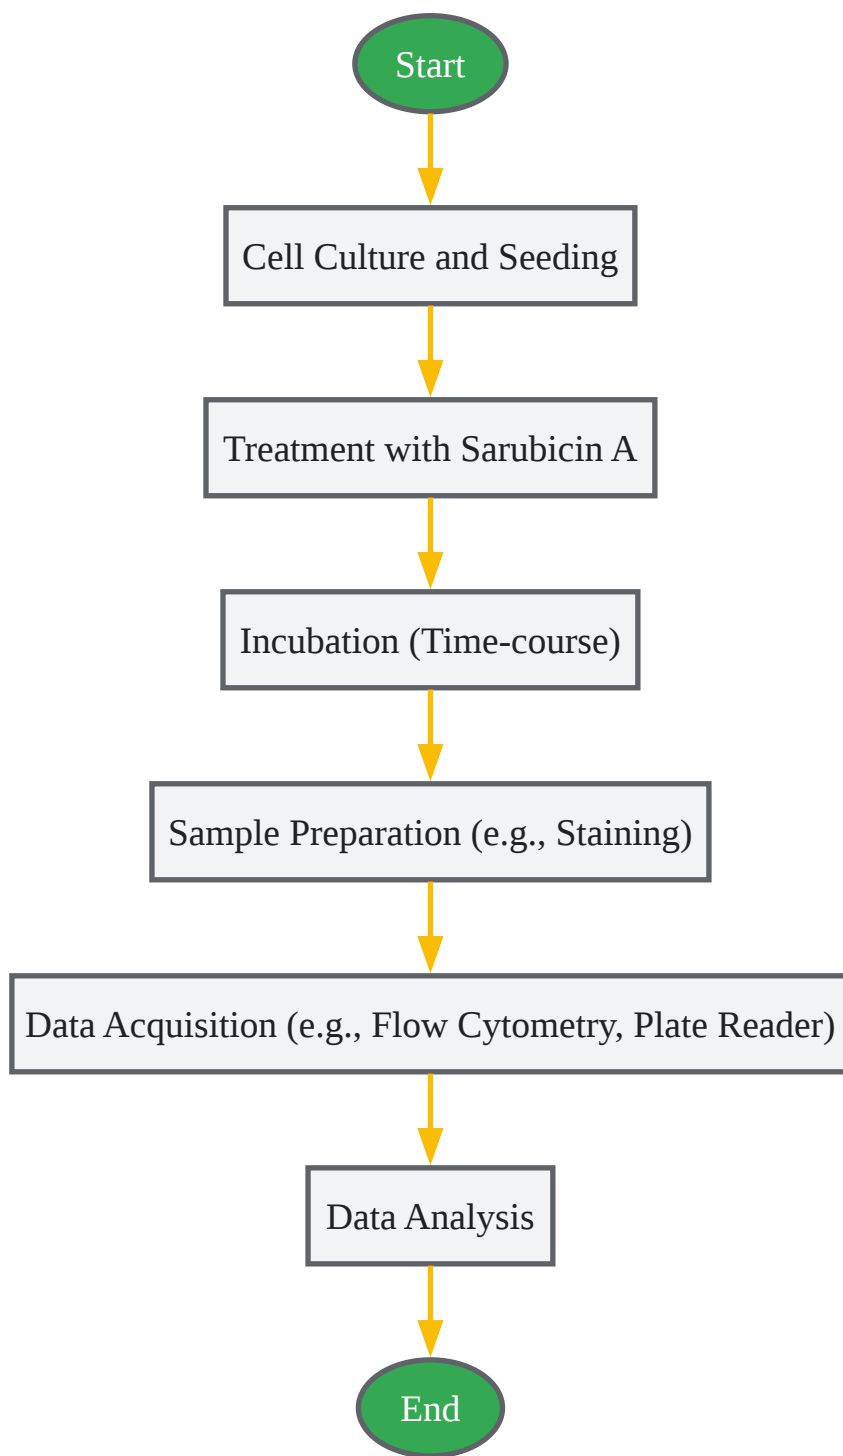 Start
Cell Culture and Seeding
Treatment with Sarubicin A
Incubation (Time-course)
Sample Preparation (e.g., Staining)
Data Acquisition (e.g., Flow Cytometry, Plate Reader)
Data Analysis
End